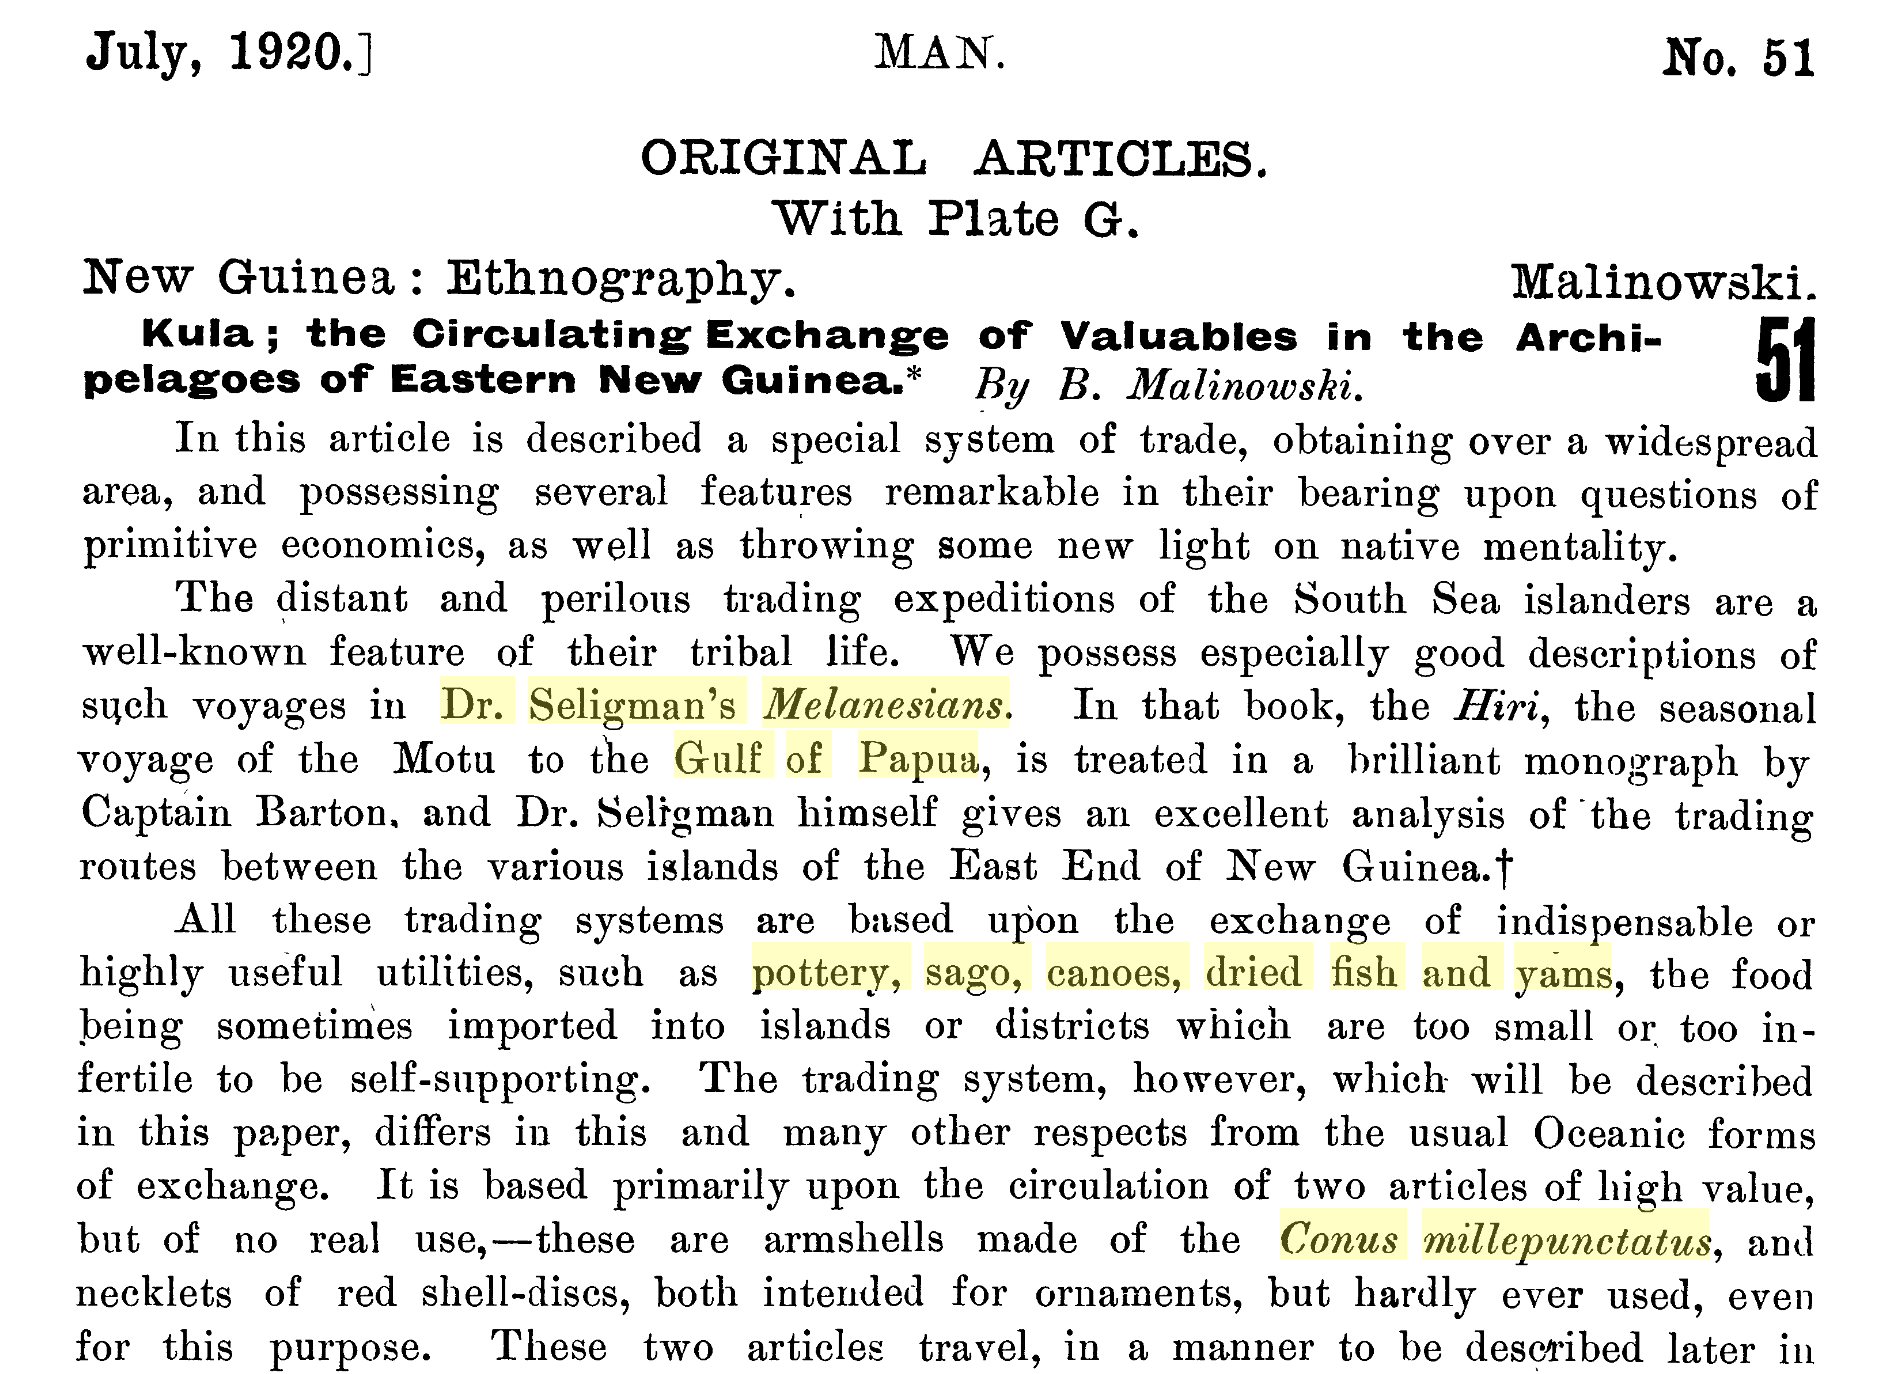 July, 1920.] MAN. No. 51
ORIGINAL ARTICLES.
With Plate G.
New Guinea: Ethnography. Malinowski.
Kula; the Circulating Exchange of Valuables in the Archi- 51
pelagoes of Eastern New Guinea.* By B. Malinowski.
In this article is described a special system of trade, obtaining over a widespread
area, and possessing several features remarkable in their bearing upon questions of
primitive economics, as well as throwing some new light on native mentality.
The distant and perilous trading expeditions of the South Sea islanders are a
well-known feature of their tribal life. We possess especially good descriptions of
such voyages in Dr. Seligman's Melanesians. In that book, the Hiri, the seasonal
voyage of the Motu to the Gulf of Papua, is treated in a brilliant monograph by
Captain Barton, and Dr. Seligman himself gives an excellent analysis of the trading
routes between the various islands of the East End of New Guinea.†
All these trading systems are based upon the exchange of indispensable or
highly useful utilities, such as pottery, sago, canoes, dried fish and yams, the food
being sometimes imported into islands or districts which are too small or too in-
fertile to be self-supporting. The trading system, however, which will be described
in this paper, differs in this and many other respects from the usual Oceanic forms
of exchange. It is based primarily upon the circulation of two articles of high value,
but of no real use,—these are armshells made of the Conus millepunctatus, and
necklets of red shell-discs, both intended for ornaments, but hardly ever used, even
for this purpose. These two articles travel, in a manner to be described later in